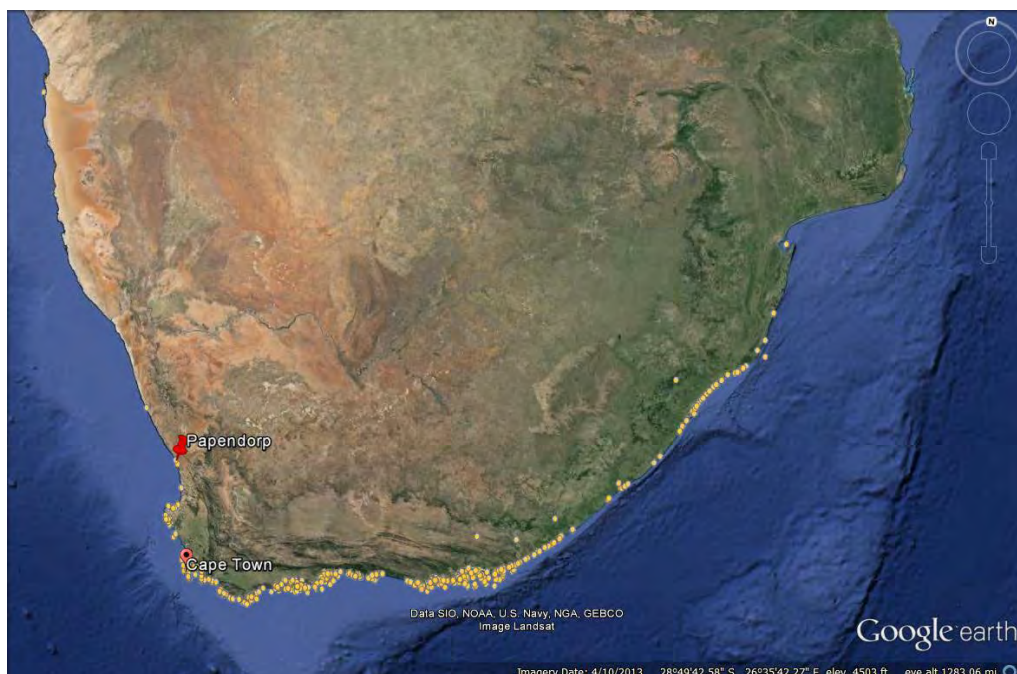 N
Papendorp
Cape Town
Data SIO, NOAA, U.S. Navy, NGA, GEBCO
Image Landsat
Google earth
Imagery Date: 4/10/2013 28°49'42.58" S 26°35'42.27" E elev 4503 ft eye alt 1283.06 mi